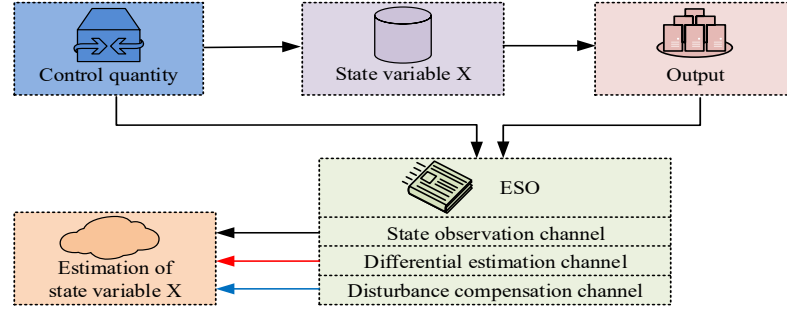 Control quantity
State variable X
Output
ESO
State observation channel
Differential estimation channel
Disturbance compensation channel
Estimation of
state variable X